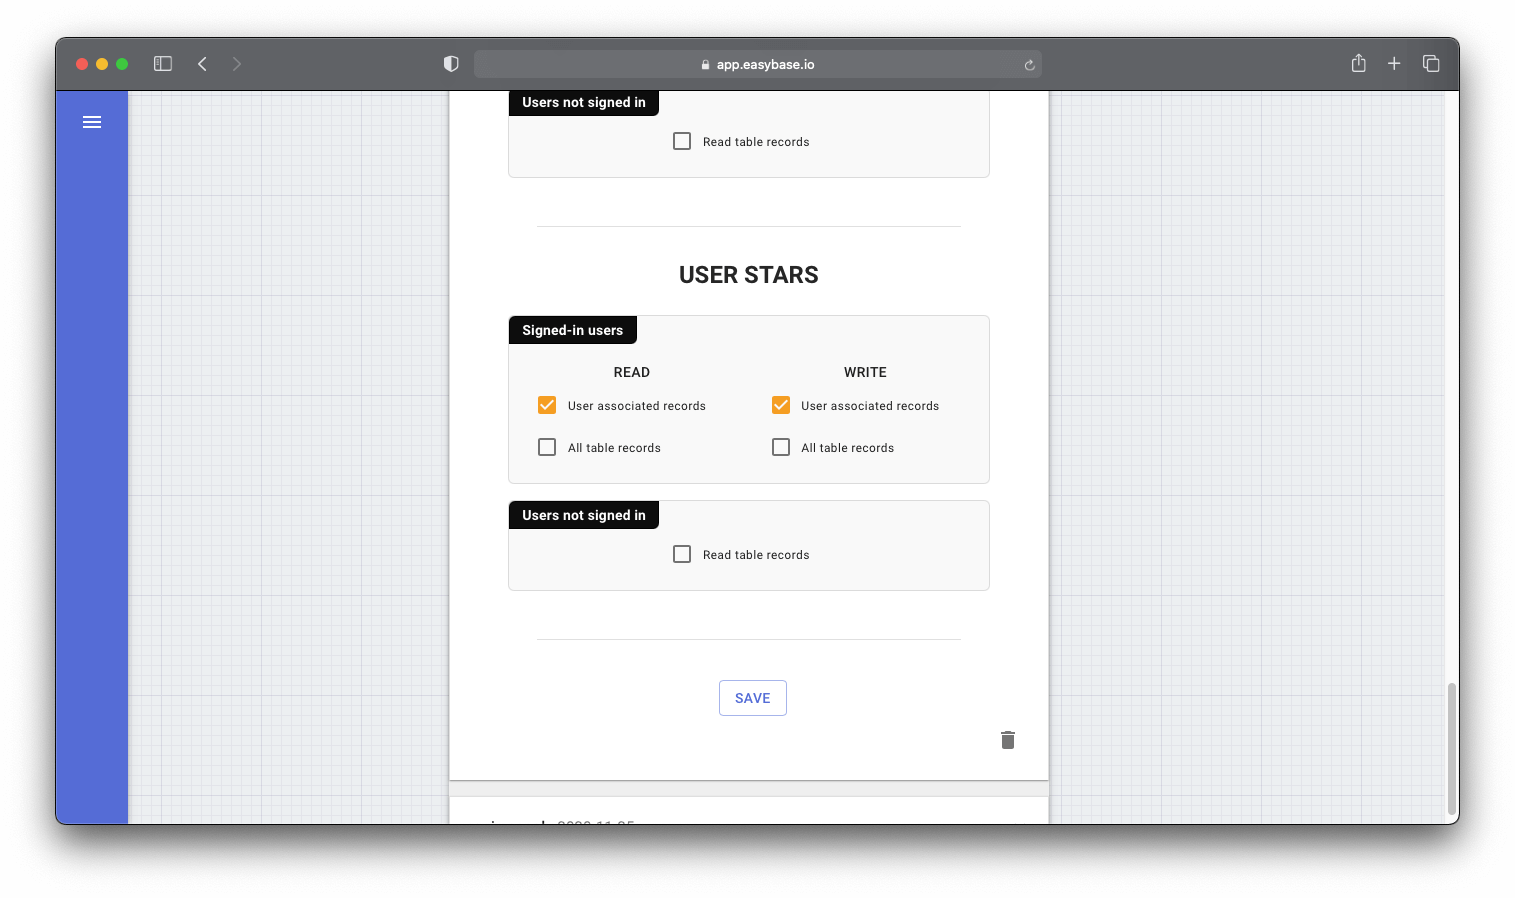 app.easybase.io
Users not signed in
Read table records
USER STARS
Signed-in users
READ
WRITE
User associated records
User associated records
All table records
All table records
Users not signed in
Read table records
SAVE